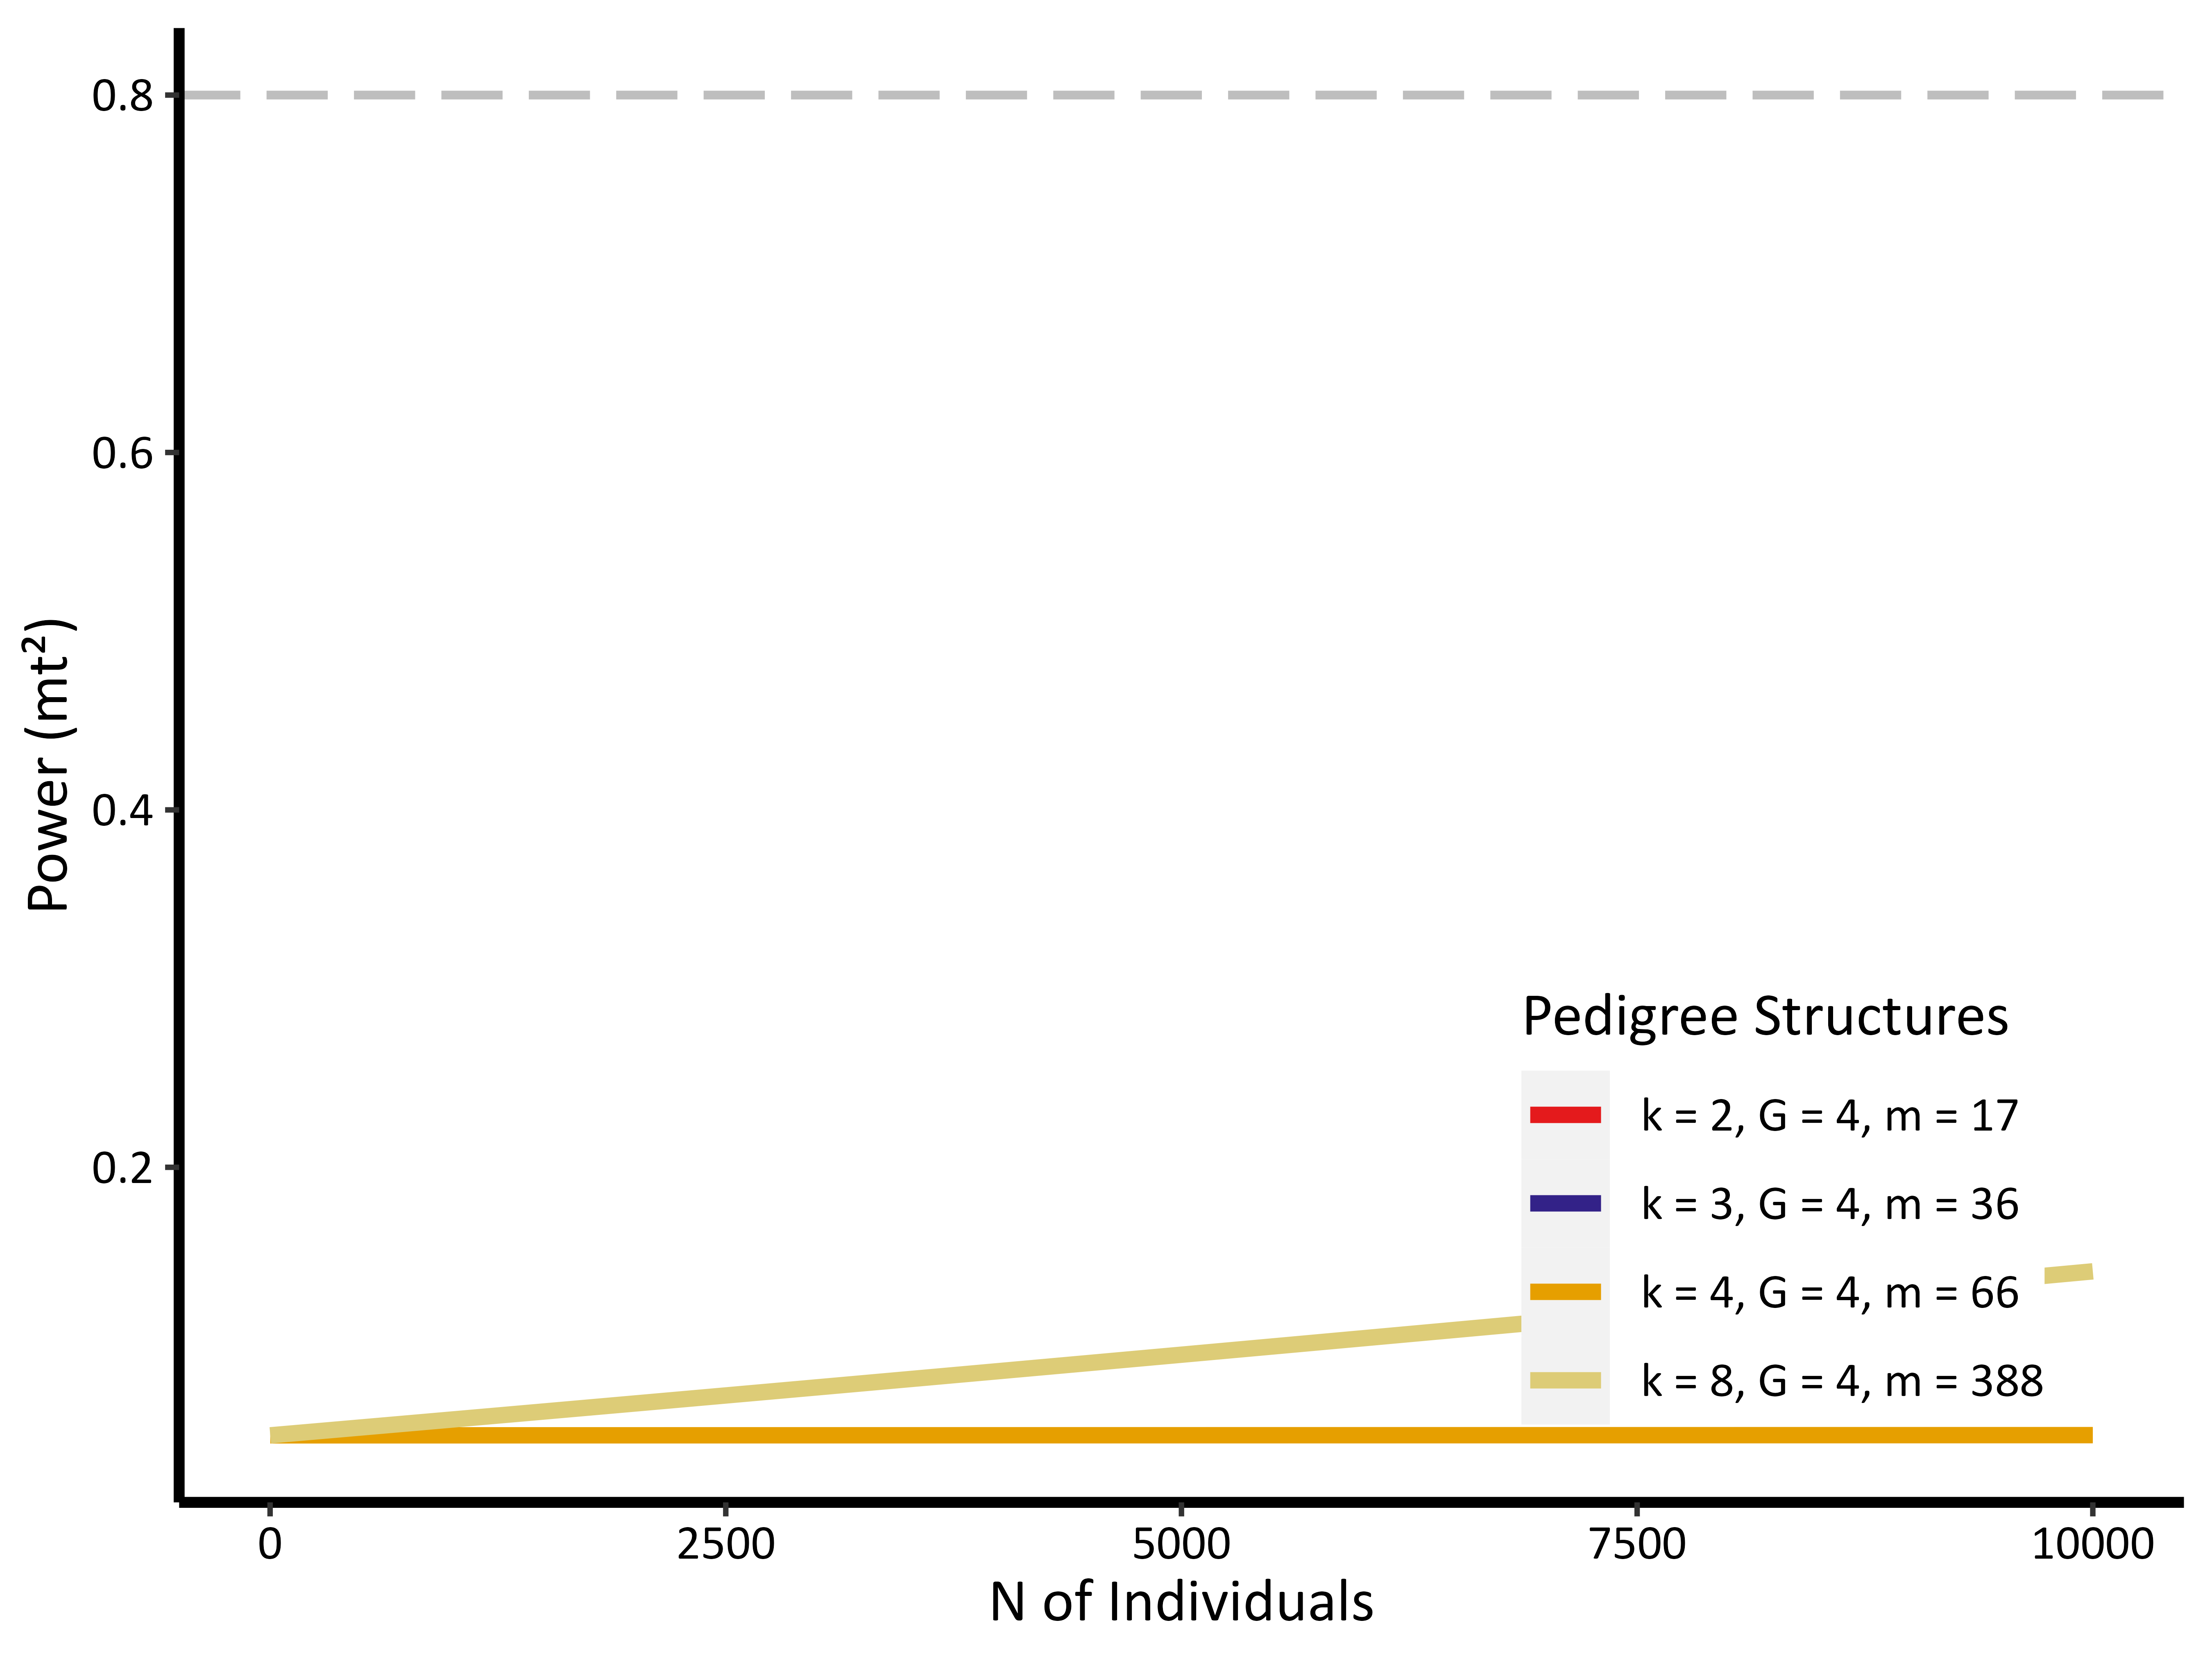 0.8
0.6
0.4
0.2
Power (mt²)
Pedigree Structures
k = 2, G = 4, m = 17
k = 3, G = 4, m = 36
k = 4, G = 4, m = 66
k = 8, G = 4, m = 388
0 2500 5000 7500 10000
N of Individuals